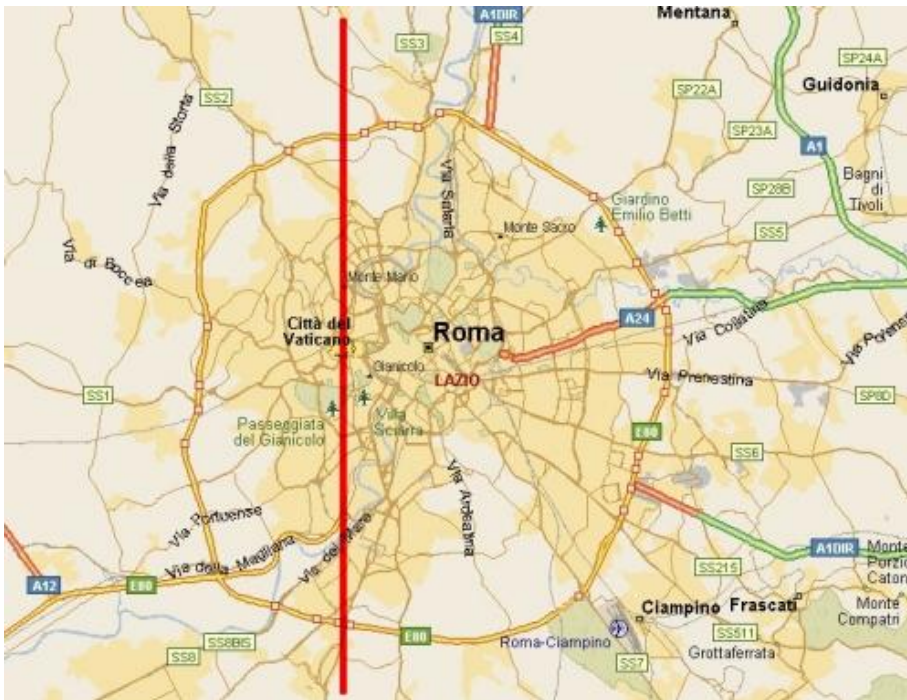 A1DIR
Mentana
SS3
SS4
SP24A
SS2
SP22A
Guidonia
Via della Storta
SP23A
A1
Via Salaria
Bagni
di
Tivoli
SP28B
Giardino
Emilio Betti
Monte Sacro
SS5
Via di Boccea
Monte Mario
Città del
Vaticano
Roma
A24
Via Collatina
Gianicolo
LAZIO
Via Prenestina
SS1
SP8D
Passeggiata
del Gianicolo
Villa
Sciarra
E80
SS6
Via Ardeatina
Via Portuense
Via del Mare
Via della Magliana
A1DIR
Monte
Porzio
Caton
SS215
A12
E80
Ciampino
Frascati
Monte
Compatri
E80
Roma-Ciampino
SS8BIS
SS511
Grottaferrata
SS8
SS7